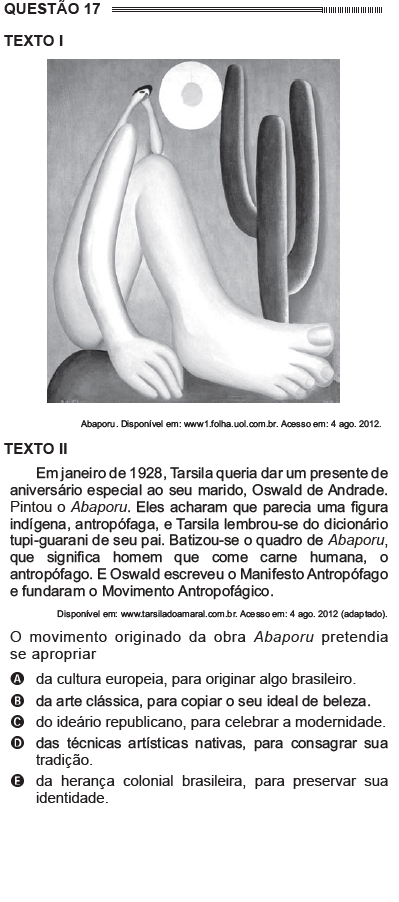 QUESTÃO 17
TEXTO I
Abaporu. Disponível em: www1.folha.uol.com.br. Acesso em: 4 ago. 2012.
TEXTO II
Em janeiro de 1928, Tarsila queria dar um presente de
aniversário especial ao seu marido, Oswald de Andrade.
Pintou o Abaporu. Eles acharam que parecia uma figura
indígena, antropófaga, e Tarsila lembrou-se do dicionário
tupi-guarani de seu pai. Batizou-se o quadro de Abaporu,
que significa homem que come carne humana, o
antropófago. E Oswald escreveu o Manifesto Antropófago
e fundaram o Movimento Antropofágico.
Disponível em: www.tarsiladoamaral.com.br. Acesso em: 4 ago. 2012 (adaptado).
O movimento originado da obra Abaporu pretendia
se apropriar
A da cultura europeia, para originar algo brasileiro.
B da arte clássica, para copiar o seu ideal de beleza.
C do ideário republicano, para celebrar a modernidade.
D das técnicas artísticas nativas, para consagrar sua
tradição.
E da herança colonial brasileira, para preservar sua
identidade.